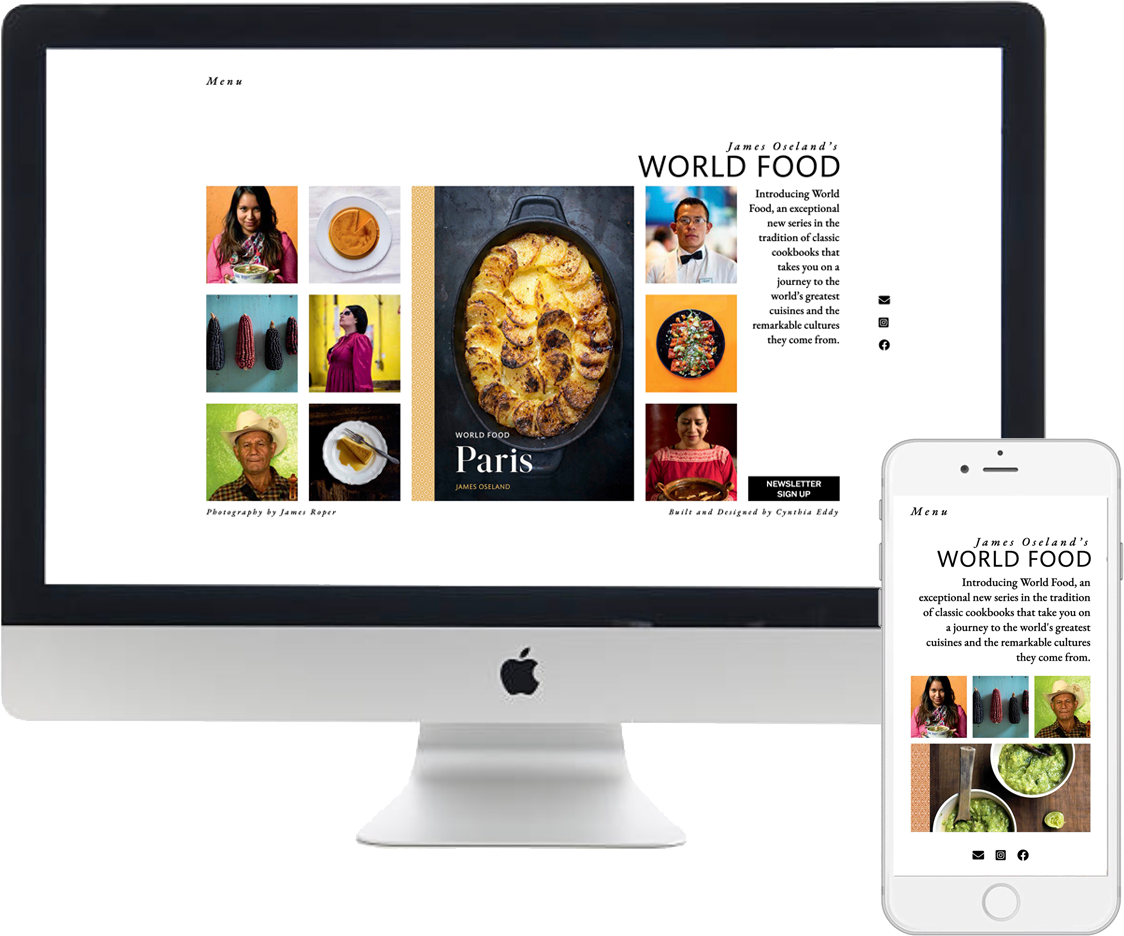 Menu
James Oseland's
WORLD FOOD
Introducing World
Food, an exceptional
new series in the
tradition of classic
cookbooks that
takes you on a
journey to the
world's greatest
cuisines and the
remarkable cultures
they come from.
WORLD FOOD
Paris
JAMES OSELAND
NEWSLETTER
SIGN UP
Photography by James Roper
Built and Designed by Cynthia Eddy
Menu
James Oseland's
WORLD FOOD
Introducing World Food, an
exceptional new series in the tradition
of classic cookbooks that take you on
a journey to the world's greatest
cuisines and the remarkable cultures
they come from.